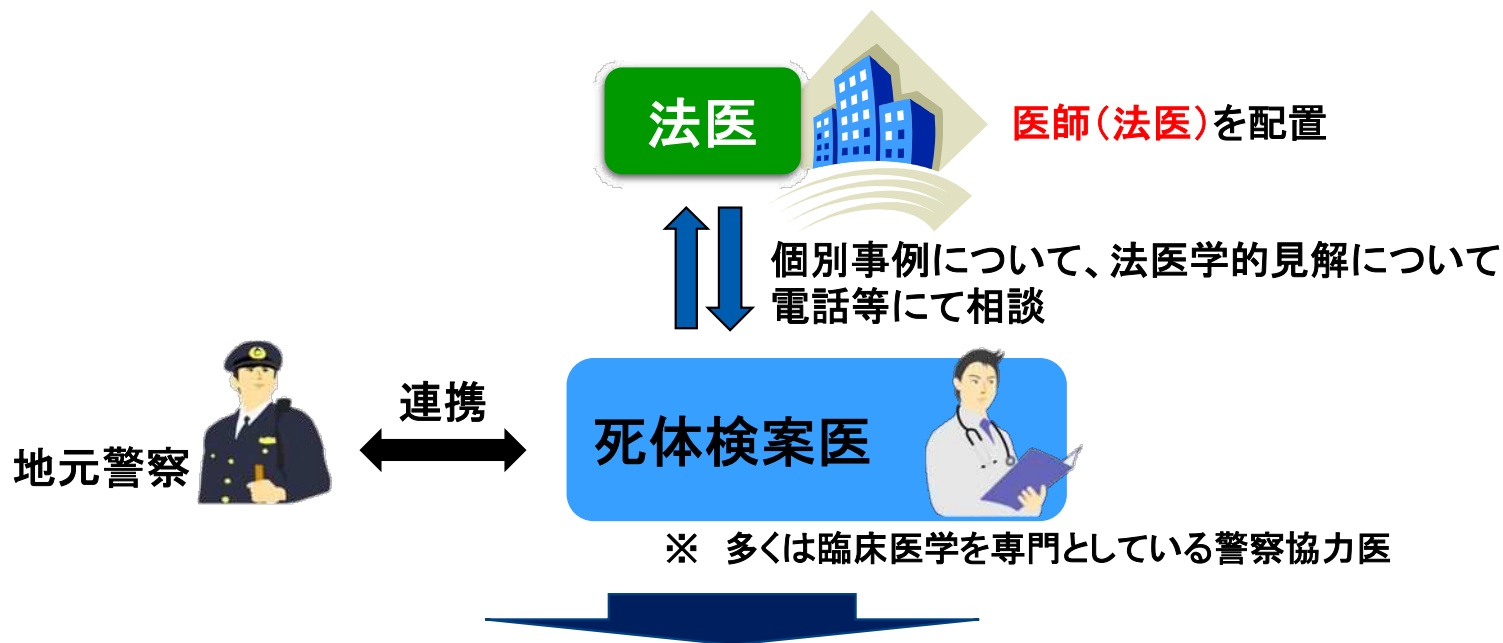 法医
医師（法医）を配置
個別事例について、法医学的見解について
電話等にて相談
連携
地元警察
死体検案医
※　多くは臨床医学を専門としている警察協力医